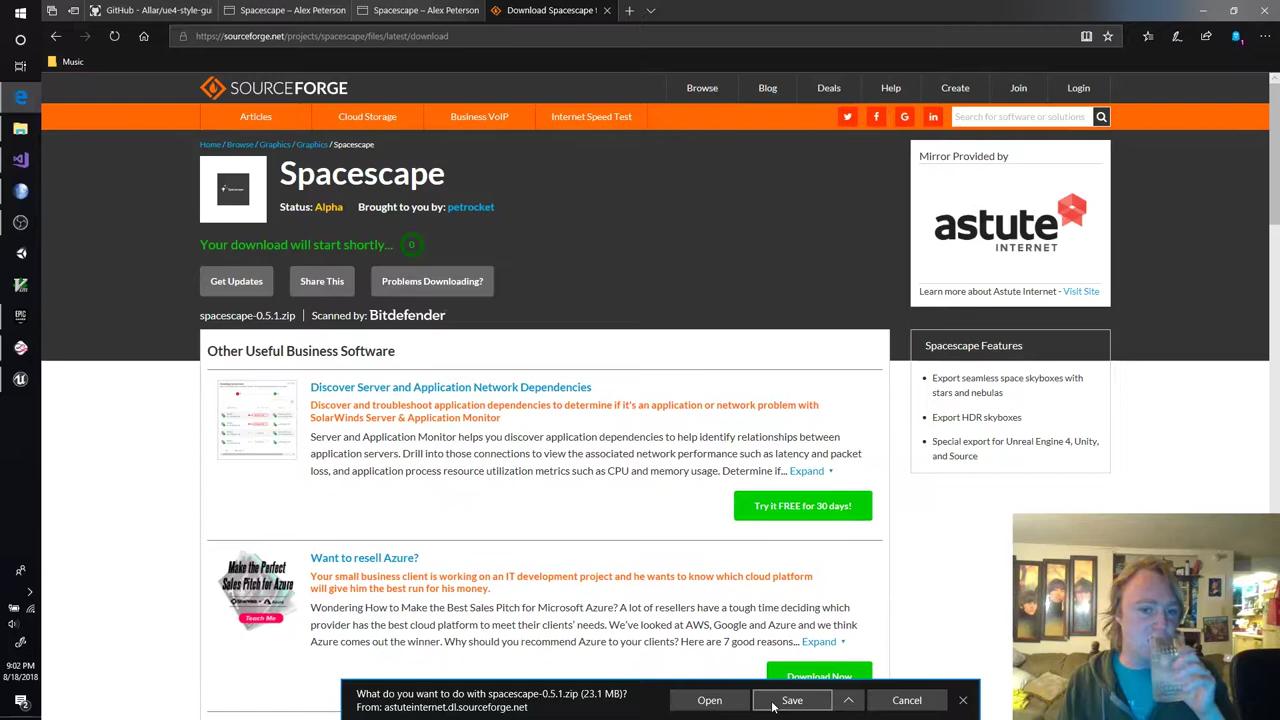 GitHub - Allar/ue4-style-gu
Spacescape – Alex Peterson
Spacescape – Alex Peterson
Download Spacescape f
https://sourceforge.net/projects/spacescape/files/latest/download
Music
SOURCEFORGE
Browse
Blog
Deals
Help
Create
Join
Login
Articles
Cloud Storage
Business VoIP
Internet Speed Test
Search for software or solutions
Home / Browse / Graphics / Graphics / Spacescape
Spacescape
Status: Alpha
Brought to you by: petrocket
Your download will start shortly... 0
Get Updates
Share This
Problems Downloading?
spacescape-0.5.1.zip | Scanned by: Bitdefender
Mirror Provided by
astute
INTERNET
Learn more about Astute Internet - Visit Site
Other Useful Business Software
Discover Server and Application Network Dependencies
Discover and troubleshoot application dependencies to determine if it's an application or network problem with
SolarWinds Server & Application Monitor
Server and Application Monitor helps you discover application dependencies to help identify relationships between
application servers. Drill into those connections to view the associated network performance such as latency and packet
loss, and application process resource utilization metrics such as CPU and memory usage. Determine if... Expand
Try it FREE for 30 days!
Spacescape Features
Export seamless space skyboxes with
stars and nebulas
Export HDR skyboxes
Special export for Unreal Engine 4, Unity,
and Source
Make the Perfect
Sales Pitch for Azure
Teach Me
Want to resell Azure?
Your small business client is working on an IT development project and he wants to know which cloud platform
will give him the best run for his money.
Wondering How to Make the Best Sales Pitch for Microsoft Azure? A lot of resellers have a tough time deciding which
provider has the best cloud platform to meet their clients' needs. We've looked at AWS, Google and Azure and we think
Azure comes out the winner. Why should you recommend Azure to your clients? Here are 7 good reasons... Expand
Download Now
What do you want to do with spacescape-0.5.1.zip (23.1 MB)?
From: astuteinternet.dl.sourceforge.net
Open
Save
Cancel
9:02 PM
8/18/2018